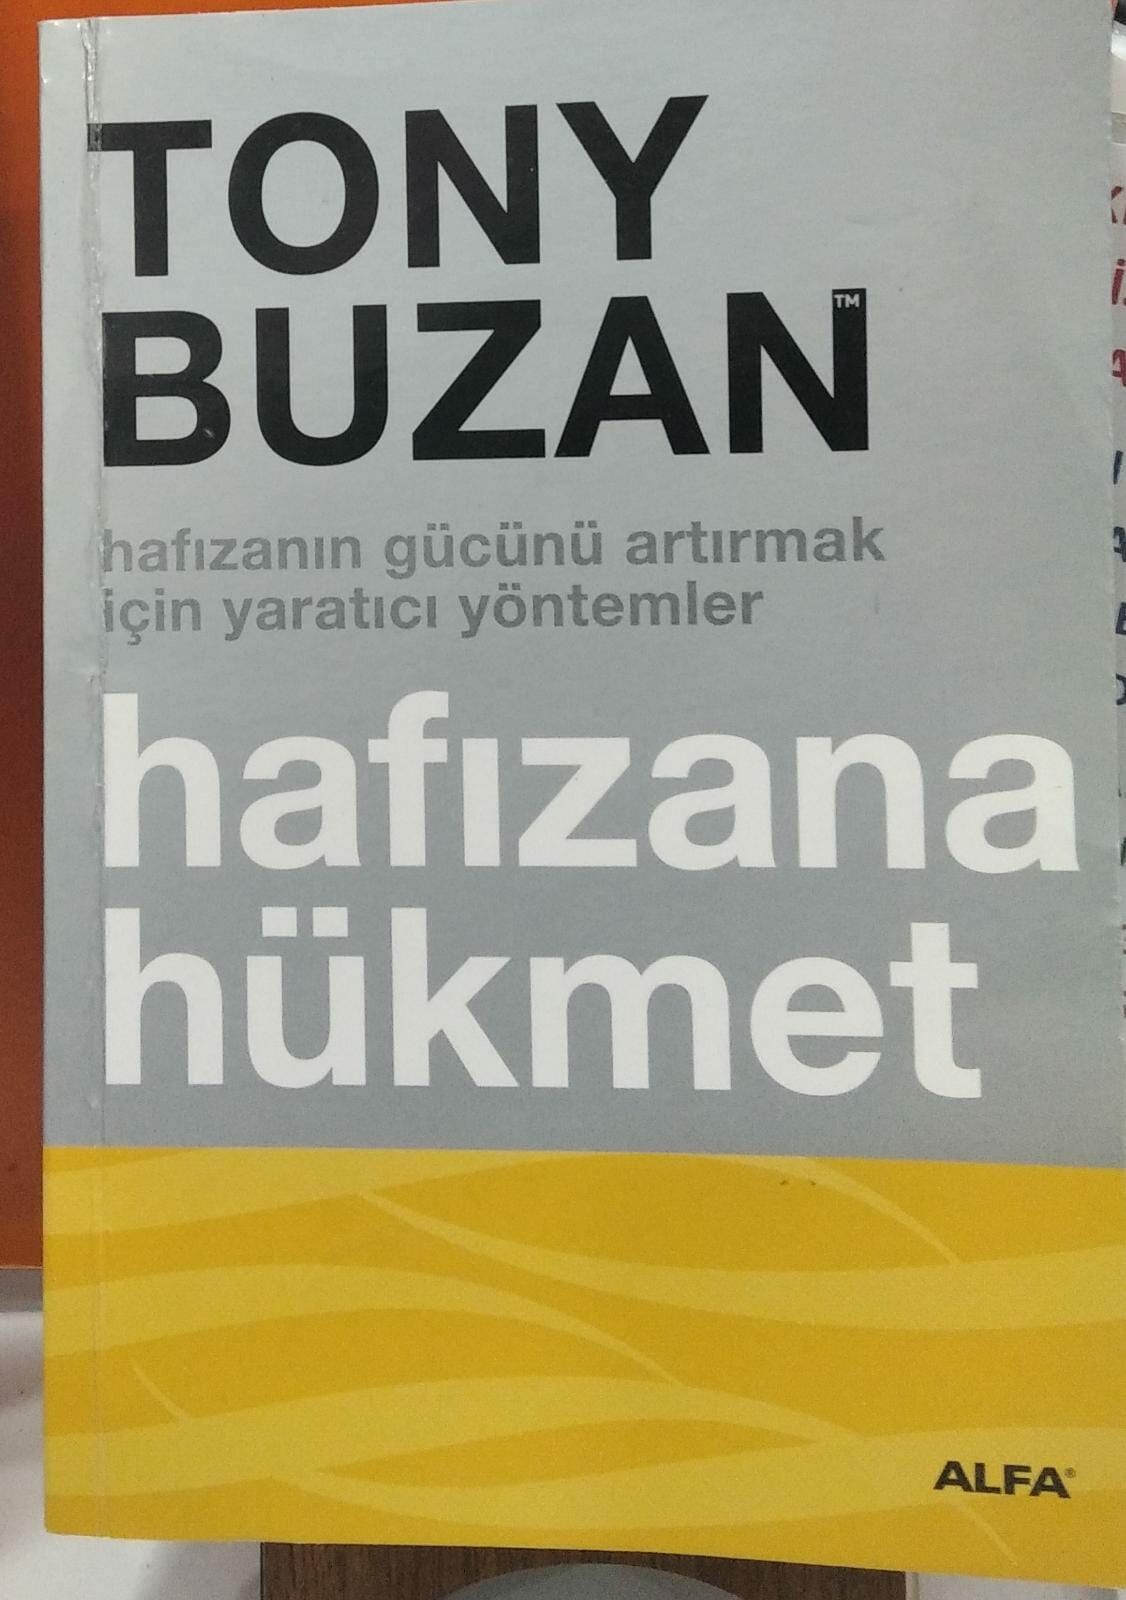 TONY
BUZAN™
hafızanın gücünü artırmak
için yaratıcı yöntemler
hafızana
hükmet
ALFA®